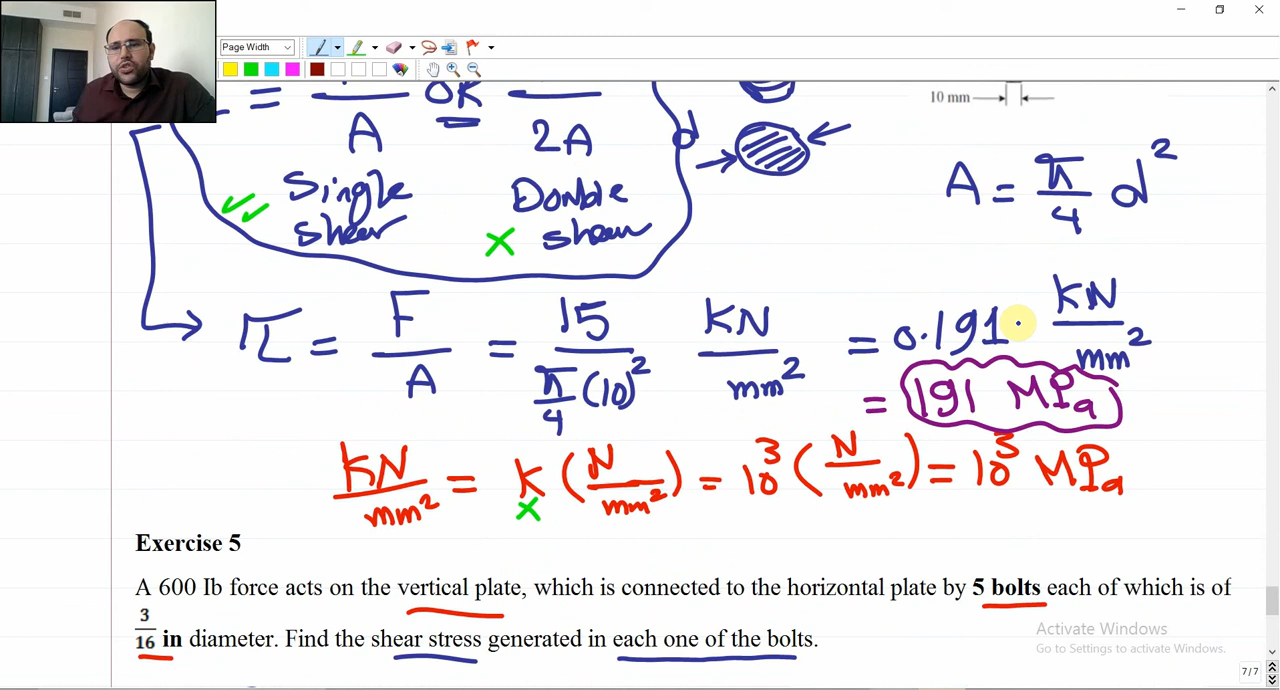 Page Width
10 mm
= A OR 2A
A = π/4 d²
d
Single shear
Double shear
τ = F/A = 15 / π/4 (10)² kN/mm² = 0.191 · kN/mm²
= 191 MPa
kN/mm² = k (N/mm²) = 10³ (N/mm²) = 10³ MPa
Exercise 5
A 600 Ib force acts on the vertical plate, which is connected to the horizontal plate by 5 bolts each of which is of
3/16 in diameter. Find the shear stress generated in each one of the bolts.
Activate Windows
Go to Settings to activate Windows.
7/7